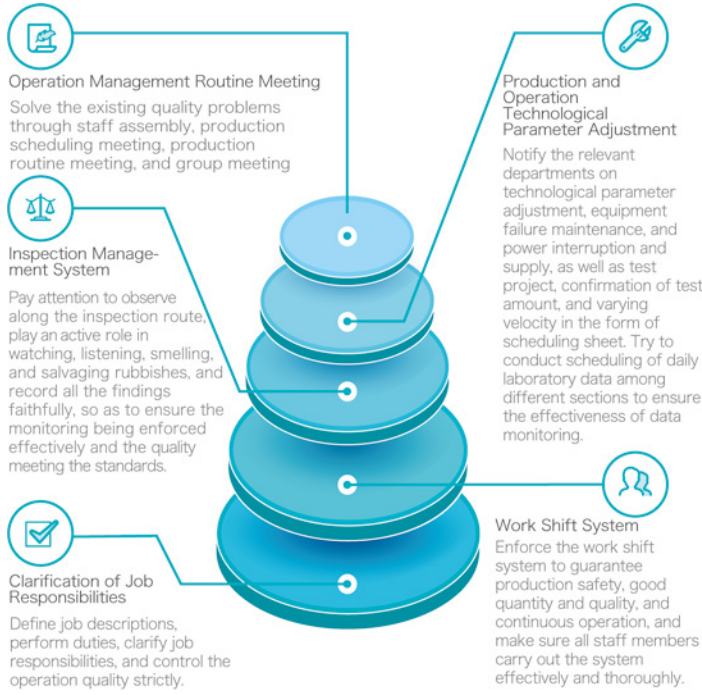 Operation Management Routine Meeting
Solve the existing quality problems
through staff assembly, production
scheduling meeting, production
routine meeting, and group meeting
Inspection Manage-
ment System
Pay attention to observe
along the inspection route,
play an active role in
watching, listening, smelling,
and salvaging rubbishes, and
record all the findings
faithfully, so as to ensure the
monitoring being enforced
effectively and the quality
meeting the standards.
Clarification of Job
Responsibilities
Define job descriptions,
perform duties, clarify job
responsibilities, and control the
operation quality strictly.
Production and
Operation
Technological
Parameter Adjustment
Notify the relevant
departments on
technological parameter
adjustment, equipment
failure maintenance, and
power interruption and
supply, as well as test
project, confirmation of test
amount, and varying
velocity in the form of
scheduling sheet. Try to
conduct scheduling of daily
laboratory data among
different sections to ensure
the effectiveness of data
monitoring.
Work Shift System
Enforce the work shift
system to guarantee
production safety, good
quantity and quality, and
continuous operation, and
make sure all staff members
carry out the system
effectively and thoroughly.